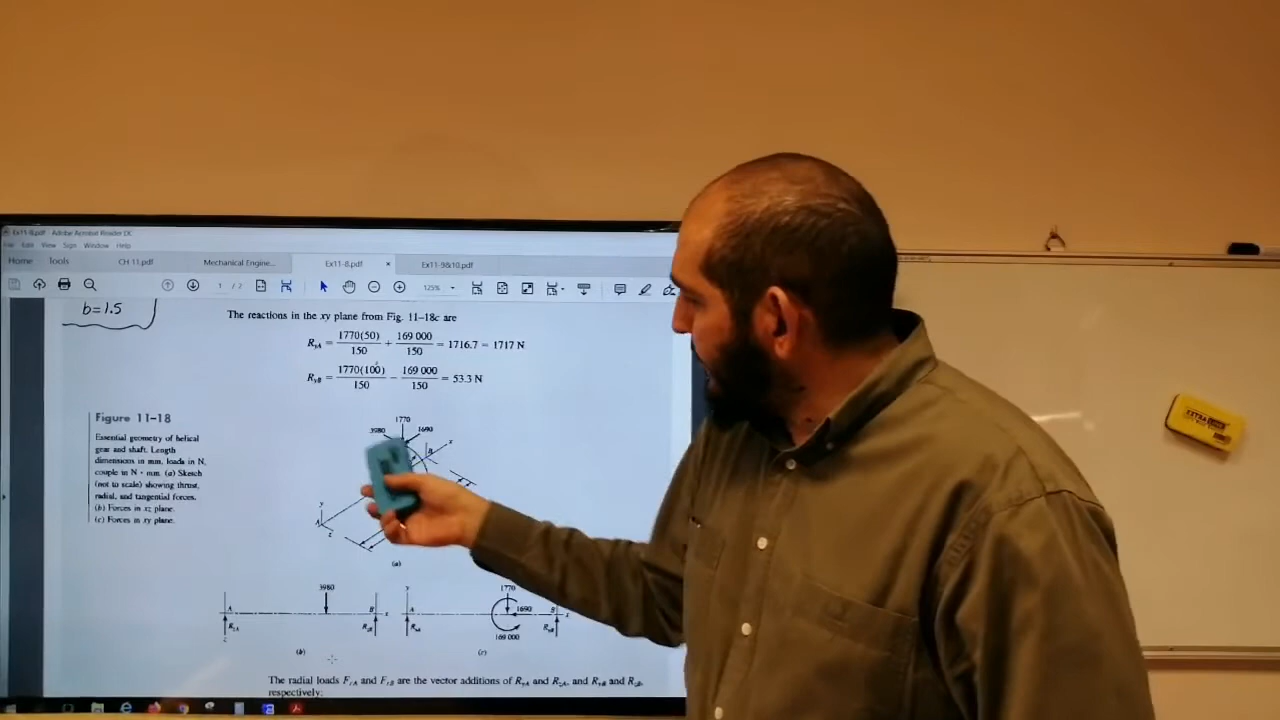 Ex11-8.pdf - Adobe Acrobat Reader DC
File Edit View Sign Window Help
Home Tools CH 11.pdf Mechanical Engine... Ex11-8.pdf × Ex11-9&10.pdf
1 / 2 125%
b=1.5
The reactions in the xy plane from Fig. 11–18c are
RyA = 1770(50)/150 + 169 000/150 = 1716.7 = 1717 N
RyB = 1770(100)/150 − 169 000/150 = 53.3 N
Figure 11–18
Essential geometry of helical
gear and shaft. Length
dimensions in mm, loads in N,
couple in N · mm. (a) Sketch
(not to scale) showing thrust,
radial, and tangential forces.
(b) Forces in xz plane.
(c) Forces in xy plane.
1770
3980 1690
B x
y
A
z
(a)
3980
A B x
RzA RzB
z
(b)
y 1770
A 1690 B x
RyA RyB
169 000
(c)
The radial loads FrA and FrB are the vector additions of RyA and RzA, and RyB and RzB,
respectively:
EXTRA